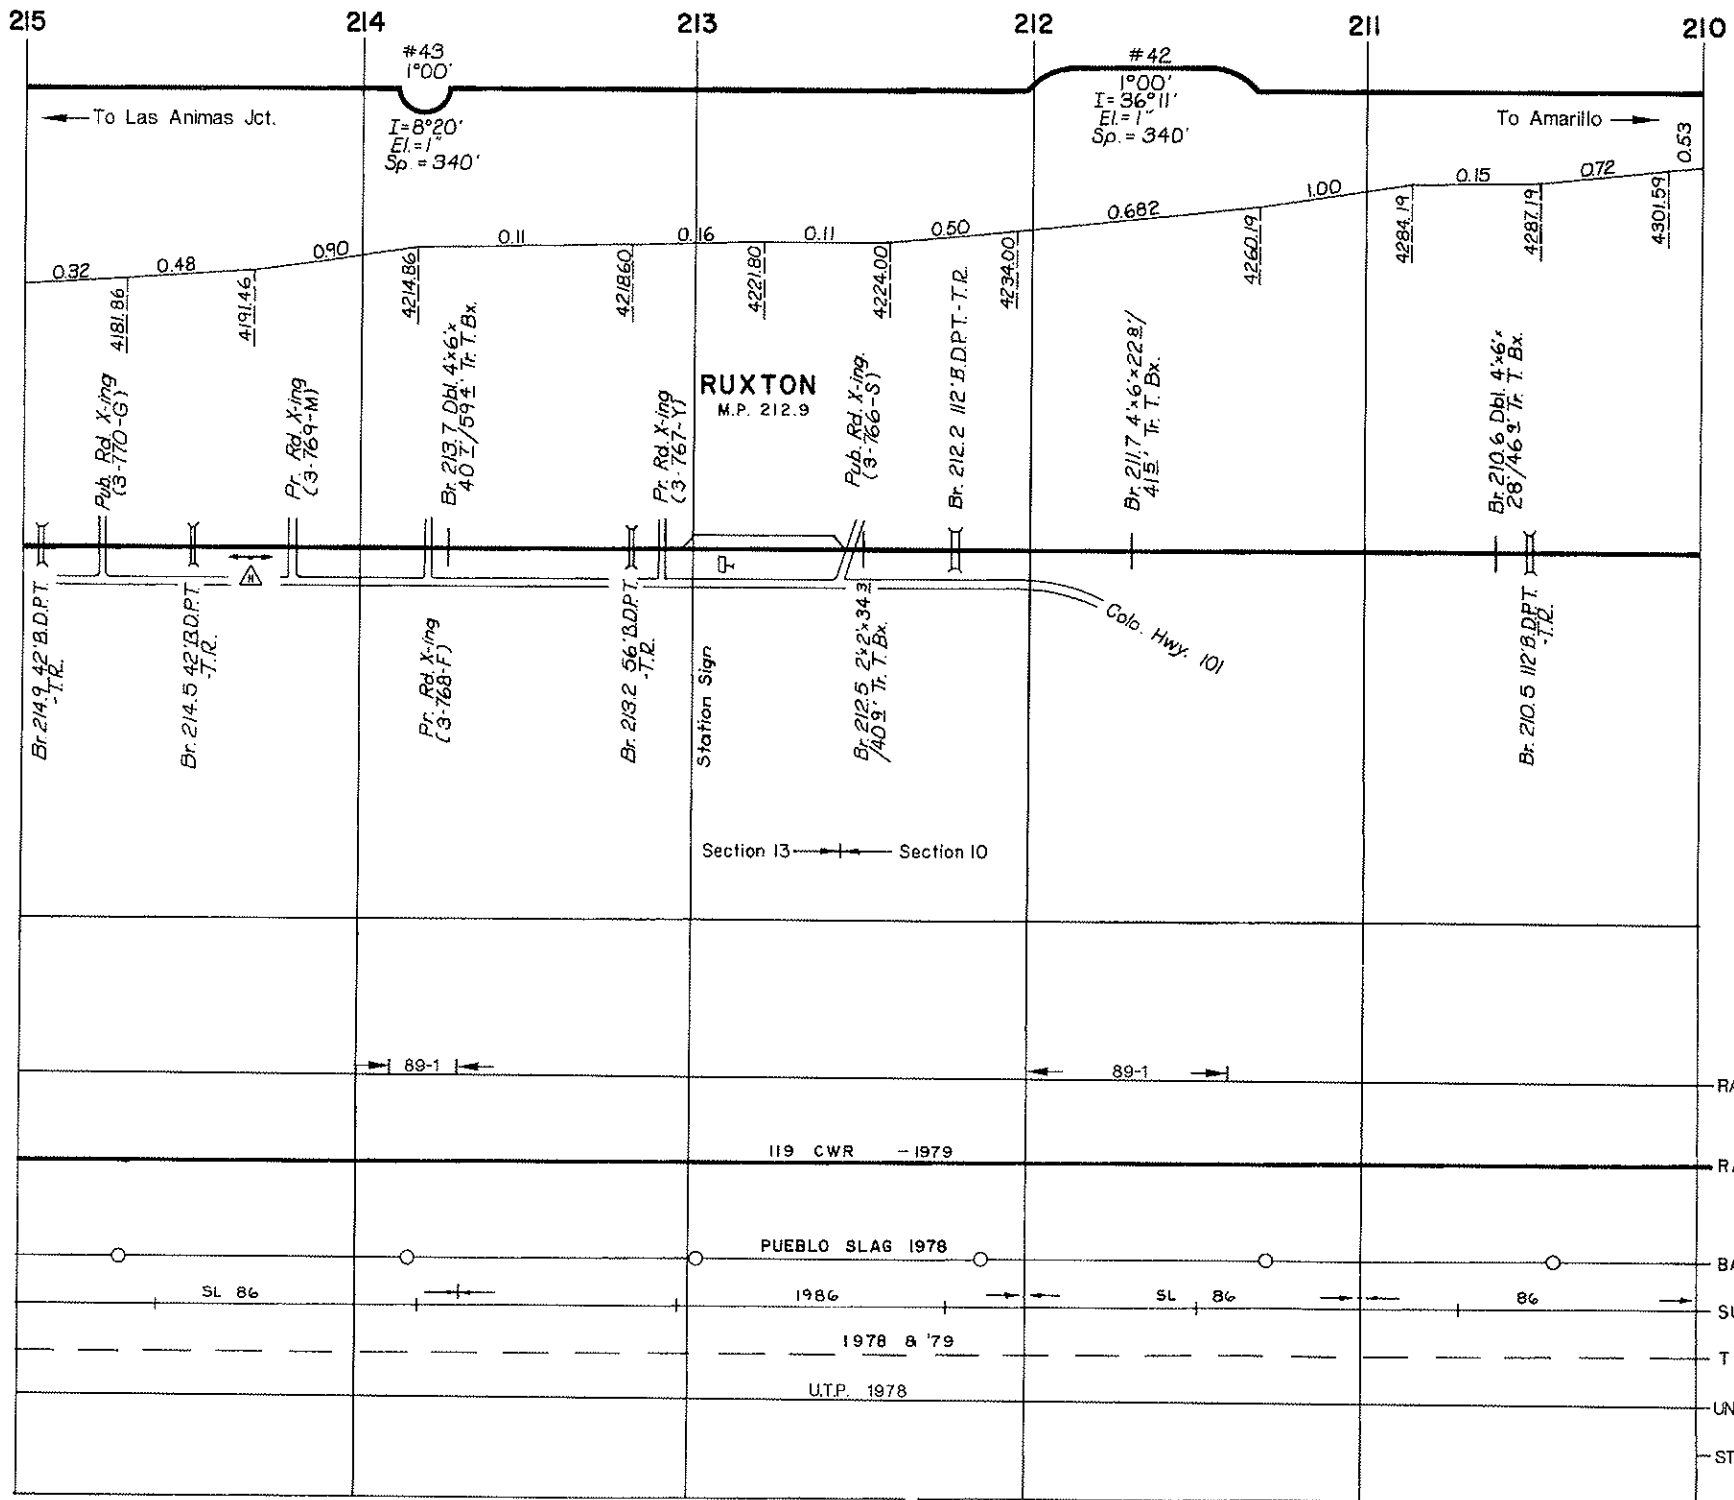 215 214 213 212 211 210
#43
1°00'
I=8°20'
El.=1"
Sp.=340'
#42
1°00'
I=36°11'
El.=1"
Sp.=340'
To Las Animas Jct.
To Amarillo
0.32 0.48 0.90 0.11 0.16 0.11 0.50 0.682 1.00 0.15 0.72 0.53
4181.86 4191.46 4214.86 4218.60 4221.80 4224.00 4234.00 4260.19 4284.19 4287.19 4301.59
Pub. Rd. X-ing
(3-770-G)
Pr. Rd. X-ing
(3-769-M)
Br. 213.7 Dbl. 4'x6'x
40 7'/59 4' Tr. T. Bx.
Pr. Rd. X-ing
(3-767-Y)
RUXTON
M.P. 212.9
Pub. Rd. X-ing.
(3-766-S)
Br. 212.2 112' B.D.P.T.-T.R.
Br. 211.7 4'x6'x22 8'/
41 5' Tr. T. Bx.
Br. 210.6 Dbl. 4'x6'x
28'/46 9' Tr. T. Bx.
H
Br. 214.9 42' B.D.P.T.
-T.R.
Br. 214.5 42' B.D.P.T.
-T.R.
Pr. Rd. X-ing
(3-768-F)
Br. 213.2 56' B.D.P.T.
-T.R.
Station Sign
Br. 212.5 2'x2'x34 3'
/40 9' Tr. T. Bx.
Colo. Hwy. 101
Br. 210.5 112' B.D.P.T.
-T.R.
Section 13 Section 10
89-1 89-1
RA
119 CWR -1979
RA
PUEBLO SLAG 1978
BA
SL 86 1986 SL 86 86
SU
1978 & '79
T
U.T.P. 1978
UN
ST